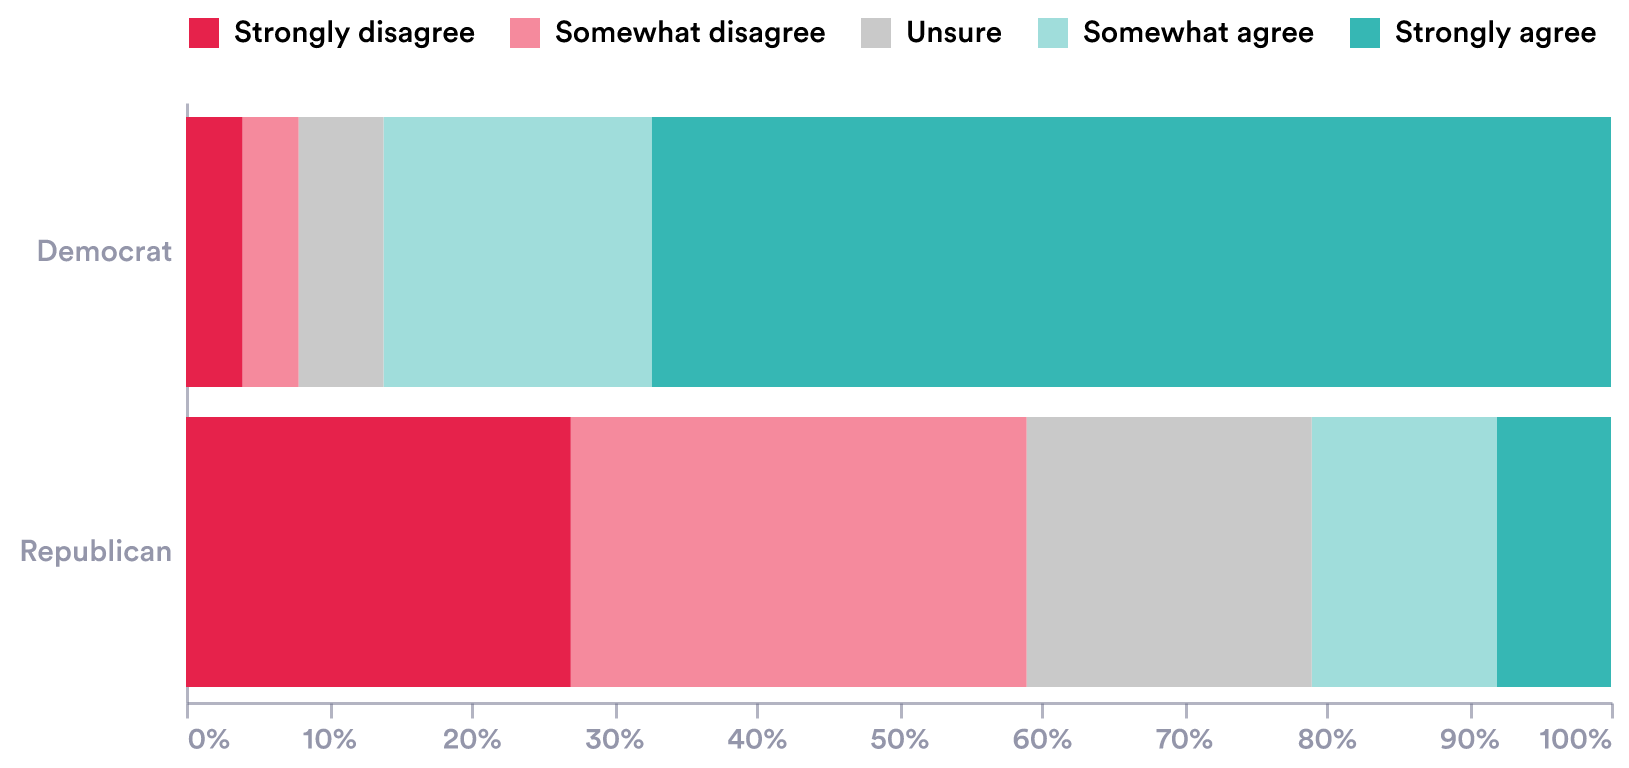 Strongly disagree Somewhat disagree Unsure Somewhat agree Strongly agree
Democrat
Republican
0% 10% 20% 30% 40% 50% 60% 70% 80% 90% 100%